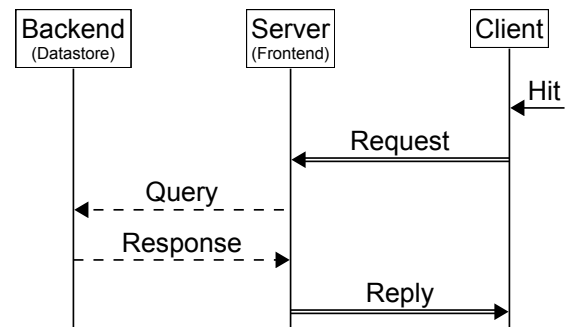 Backend
(Datastore)
Server
(Frontend)
Client
Hit
Request
Query
Response
Reply